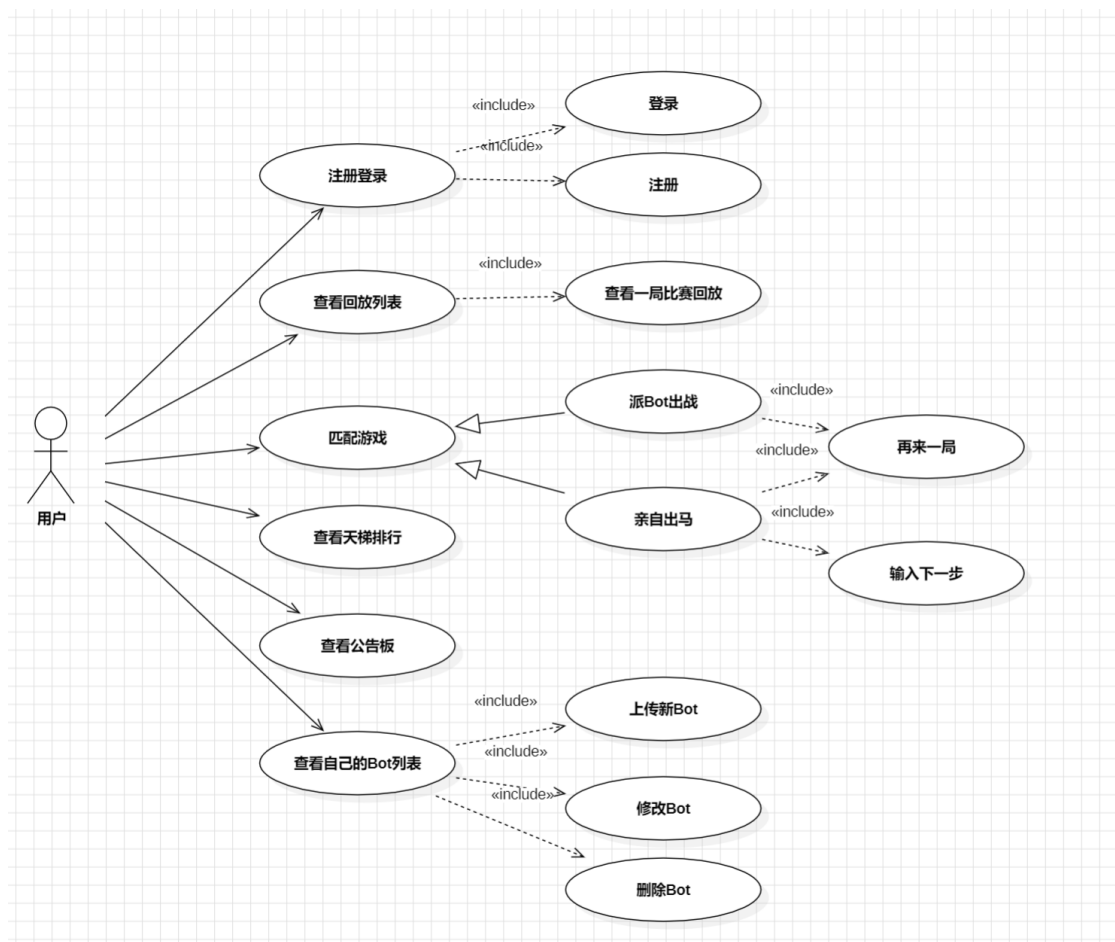 «include»
登录
«include»
注册登录
注册
«include»
查看回放列表
查看一局比赛回放
派Bot出战
«include»
匹配游戏
再来一局
«include»
用户
查看天梯排行
亲自出马
«include»
输入下一步
查看公告板
«include»
上传新Bot
«include»
查看自己的Bot列表
«include»
修改Bot
删除Bot